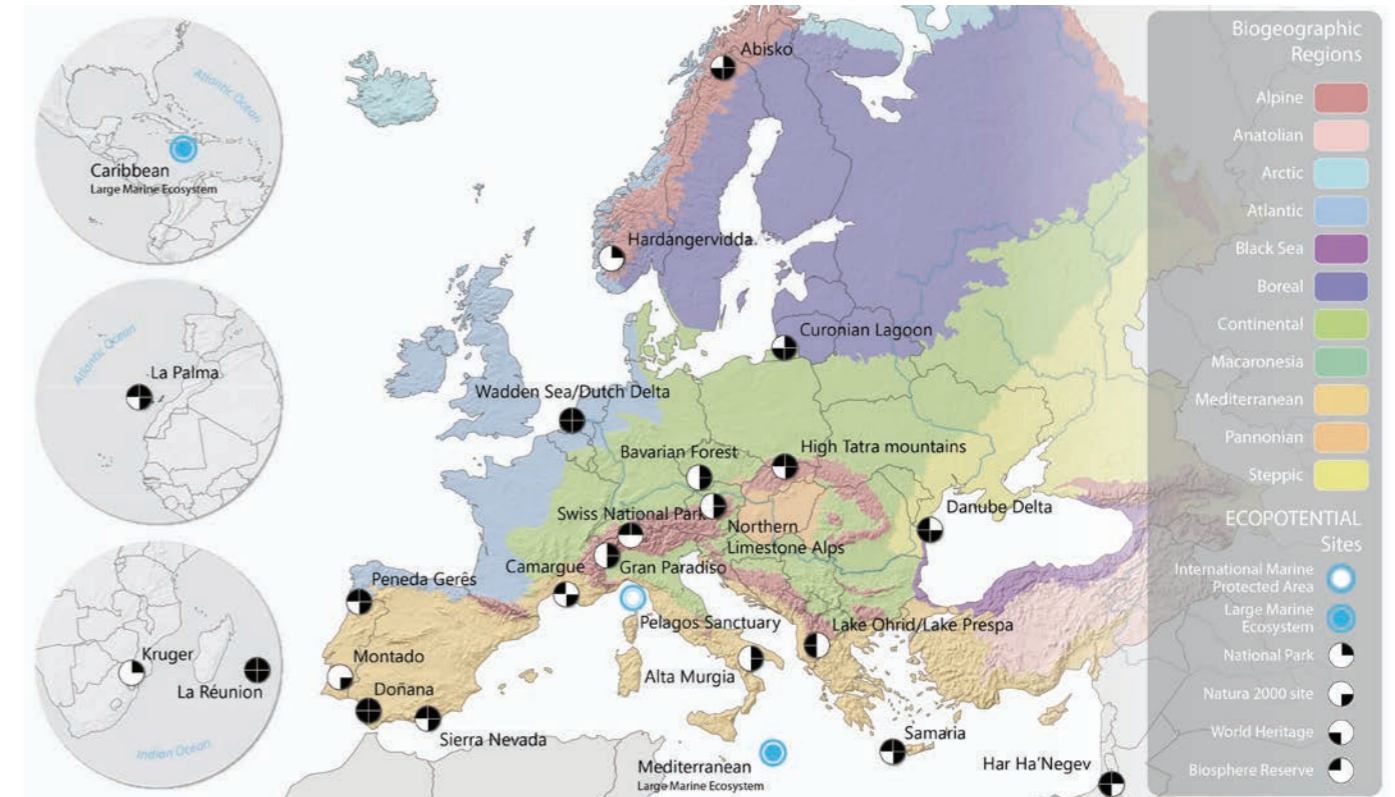 Atlantic Ocean
Caribbean
Large Marine Ecosystem
Atlantic Ocean
La Palma
Kruger
La Réunion
Indian Ocean
Abisko
Hardangervidda
Curonian Lagoon
Wadden Sea/Dutch Delta
Bavarian Forest
High Tatra mountains
Swiss National Park
Northern
Limestone Alps
Danube Delta
Camargue
Gran Paradiso
Peneda Gerês
Pelagos Sanctuary
Lake Ohrid/Lake Prespa
Montado
Alta Murgia
Doñana
Sierra Nevada
Samaria
Mediterranean
Large Marine Ecosystem
Har Ha'Negev
Biogeographic
Regions
Alpine
Anatolian
Arctic
Atlantic
Black Sea
Boreal
Continental
Macaronesia
Mediterranean
Pannonian
Steppic
ECOPOTENTIAL
Sites
International Marine
Protected Area
Large Marine
Ecosystem
National Park
Natura 2000 site
World Heritage
Biosphere Reserve